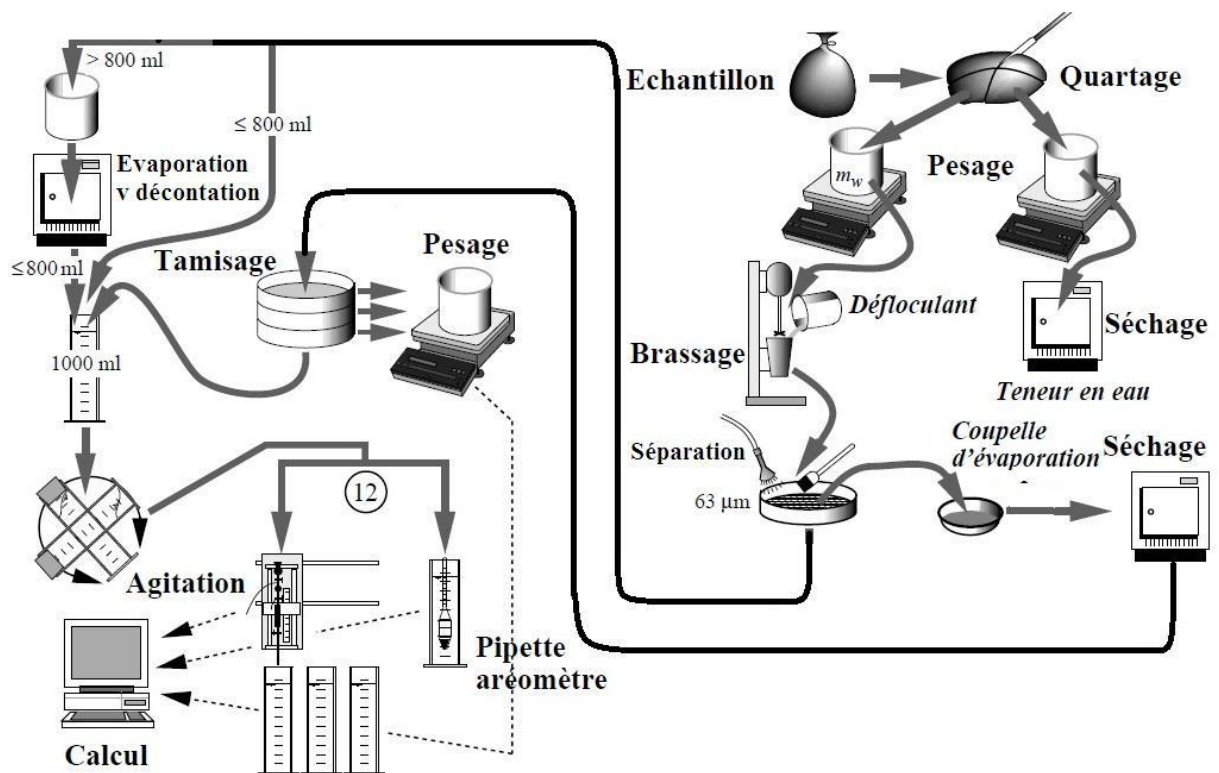 > 800 ml
≤ 800 ml
Evaporation
v décontation
≤800 ml
1000 ml
Tamisage
Pesage
Echantillon
Quartage
m_w
Pesage
Défloculant
Brassage
Séchage
Teneur en eau
Séparation
63 µm
Coupelle
d’évaporation
Séchage
12
Agitation
Pipette
aréomètre
Calcul